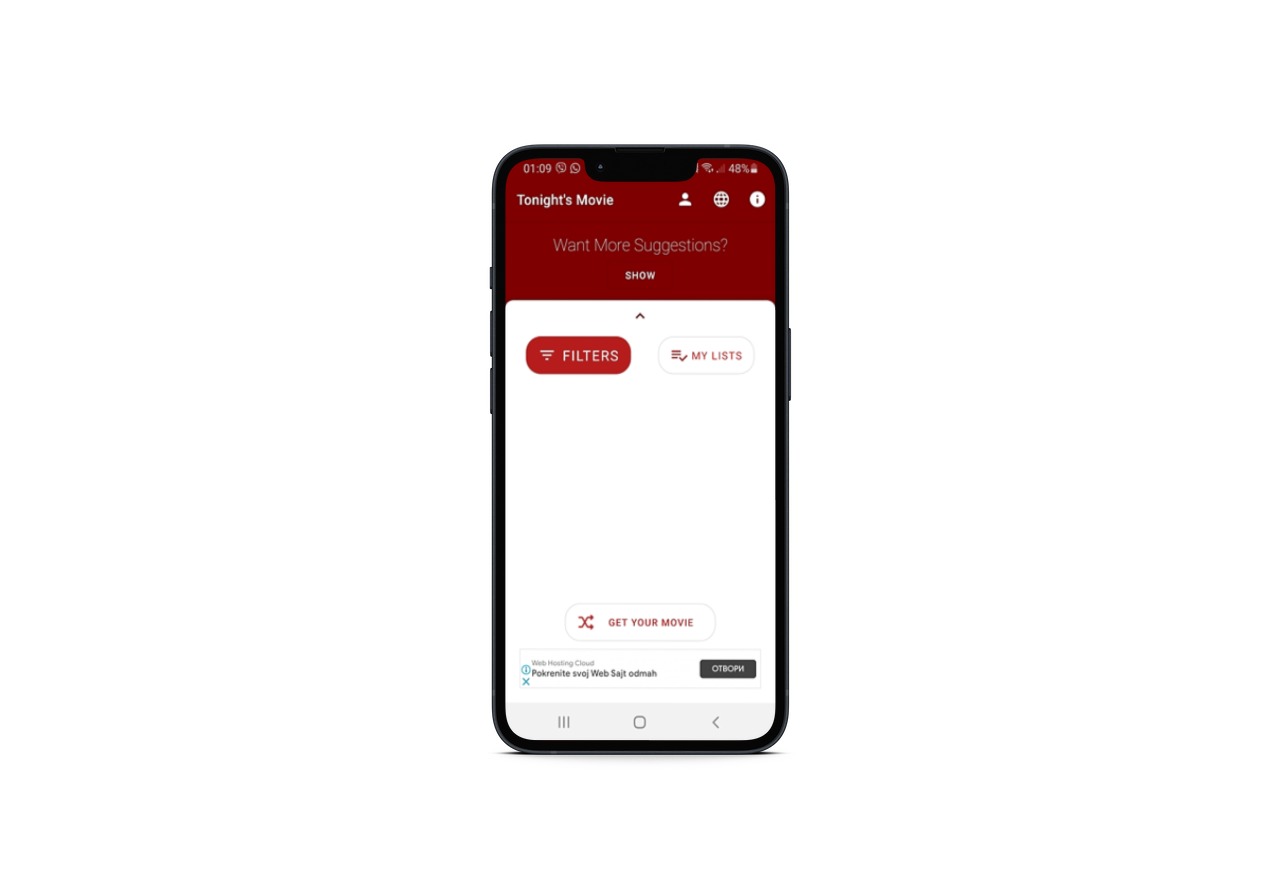 01:09 48%
Tonight's Movie
Want More Suggestions?
SHOW
FILTERS MY LISTS
GET YOUR MOVIE
Web Hosting Cloud
Pokrenite svoj Web Sajt odmah ОТВОРИ